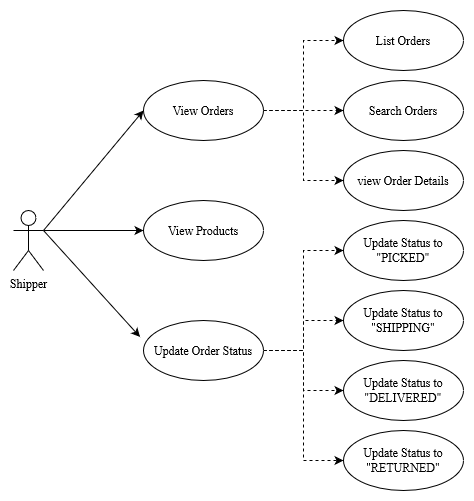 List Orders
View Orders
Search Orders
view Order Details
View Products
Shipper
Update Status to
"PICKED"
Update Status to
"SHIPPING"
Update Order Status
Update Status to
"DELIVERED"
Update Status to
"RETURNED"